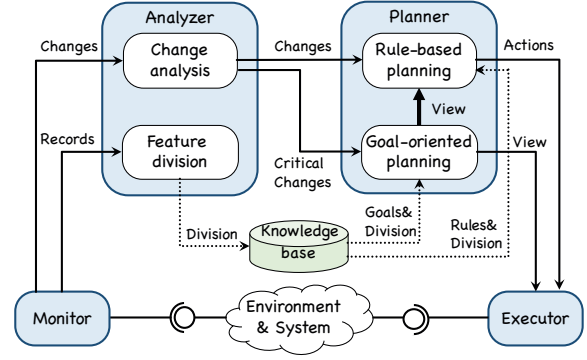 Analyzer
Planner
Changes
Change
analysis
Changes
Rule-based
planning
Actions
View
Records
Feature
division
Critical
Changes
Goal-oriented
planning
View
Division
Knowledge
base
Goals&
Division
Rules&
Division
Monitor
Environment
& System
Executor